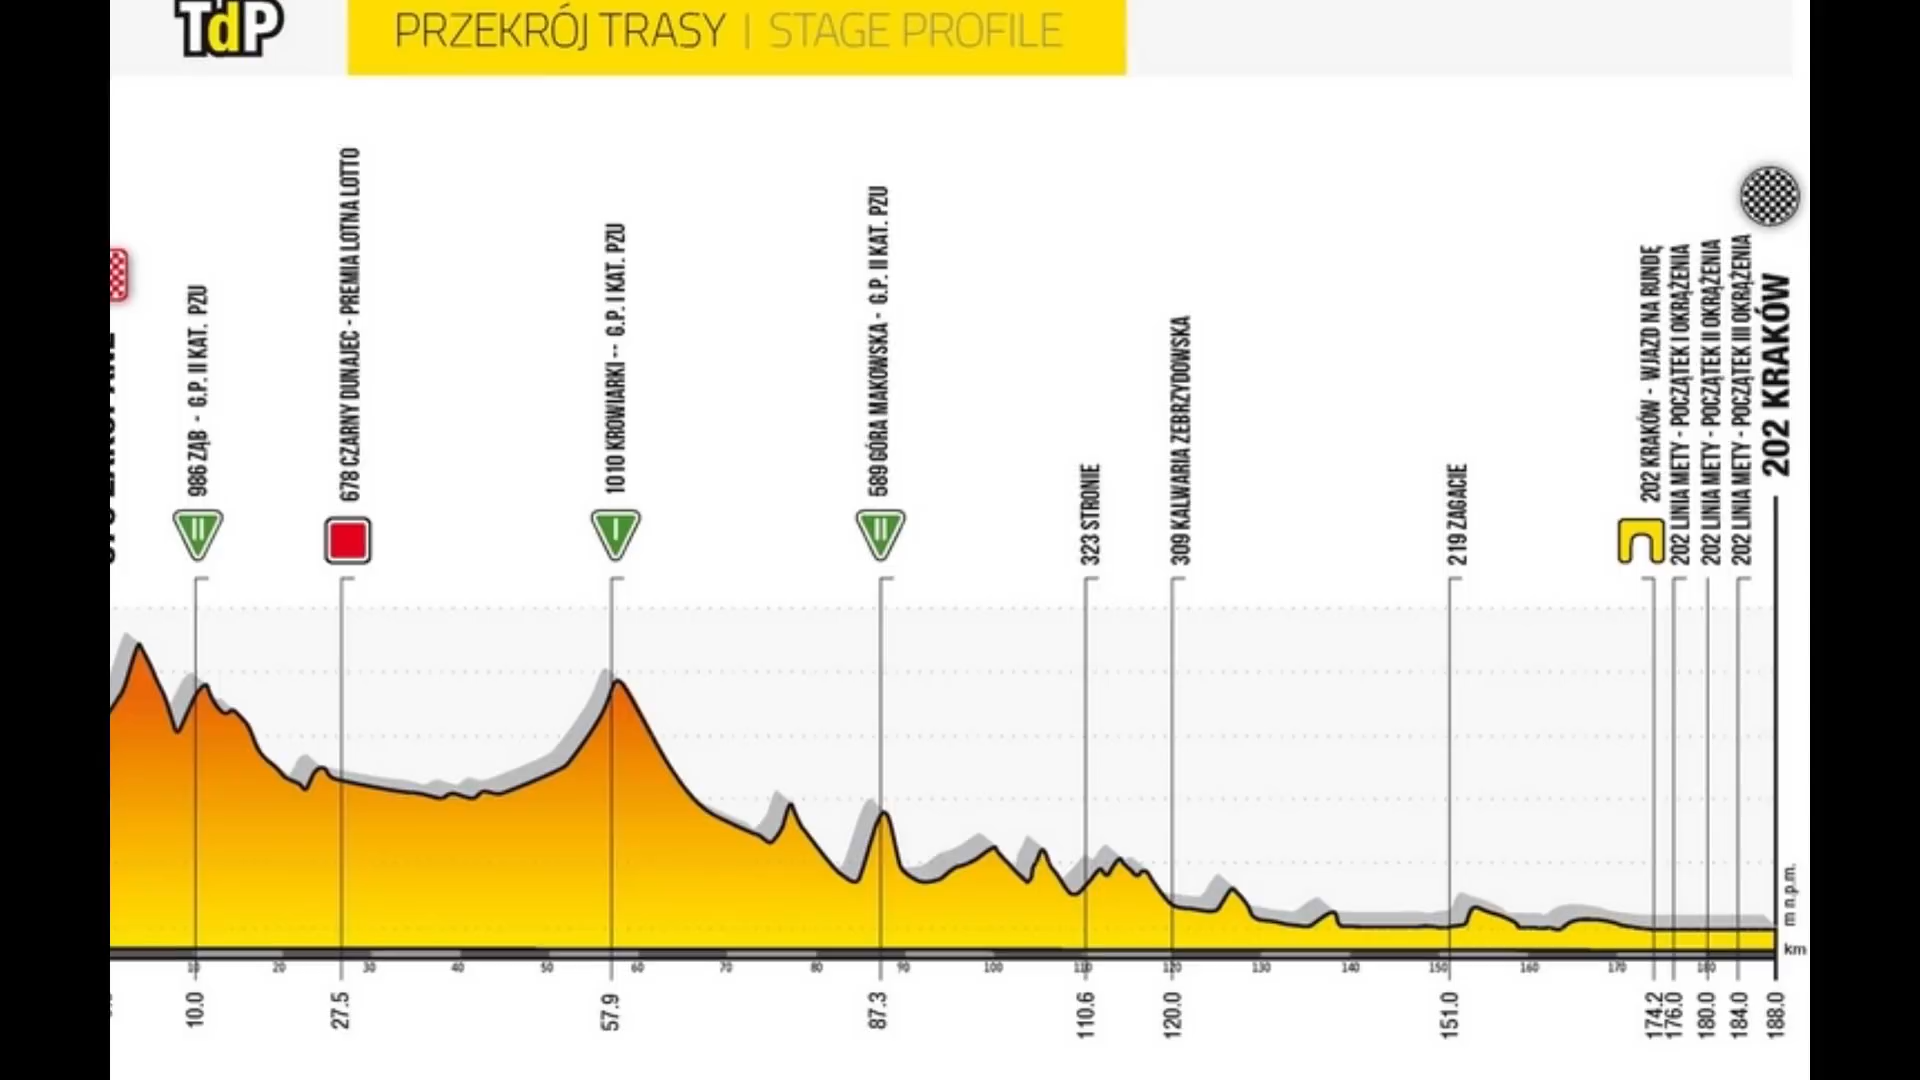 TdP
PRZEKRÓJ TRASY | STAGE PROFILE
986 ZĄB - G.P. II KAT. PZU
678 CZARNY DUNAJEC - PREMIA LOTNA LOTTO
1010 KROWIARKI -- G.P. I KAT. PZU
589 GÓRA MAKOWSKA - G.P. II KAT. PZU
323 STRONIE
309 KALWARIA ZEBRZYDOWSKA
219 ZAGACIE
202 KRAKÓW - WJAZD NA RUNDĘ
202 LINIA METY - POCZĄTEK I OKRĄŻENIA
202 LINIA METY - POCZĄTEK II OKRĄŻENIA
202 LINIA METY - POCZĄTEK III OKRĄŻENIA
202 KRAKÓW
II
I
II
m n.p.m.
km
10 20 30 40 50 60 70 80 90 100 110 120 130 140 150 160 170 180
10.0 27.5 57.9 87.3 110.6 120.0 151.0 174.2 176.0 180.0 184.0 188.0